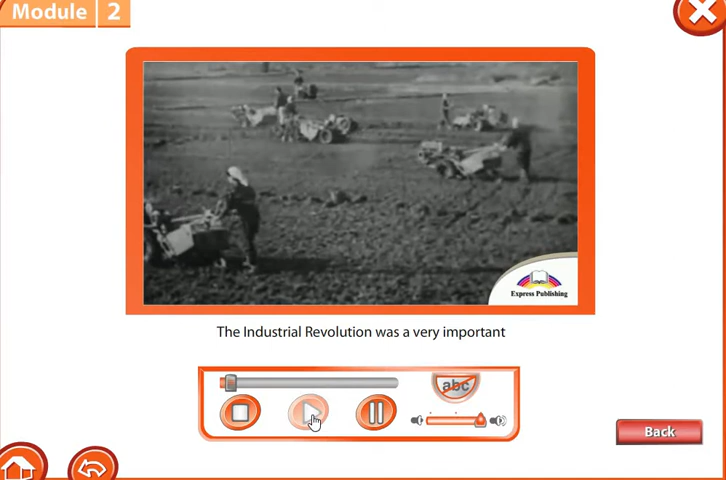 Module 2
Express Publishing
The Industrial Revolution was a very important
abc
Back